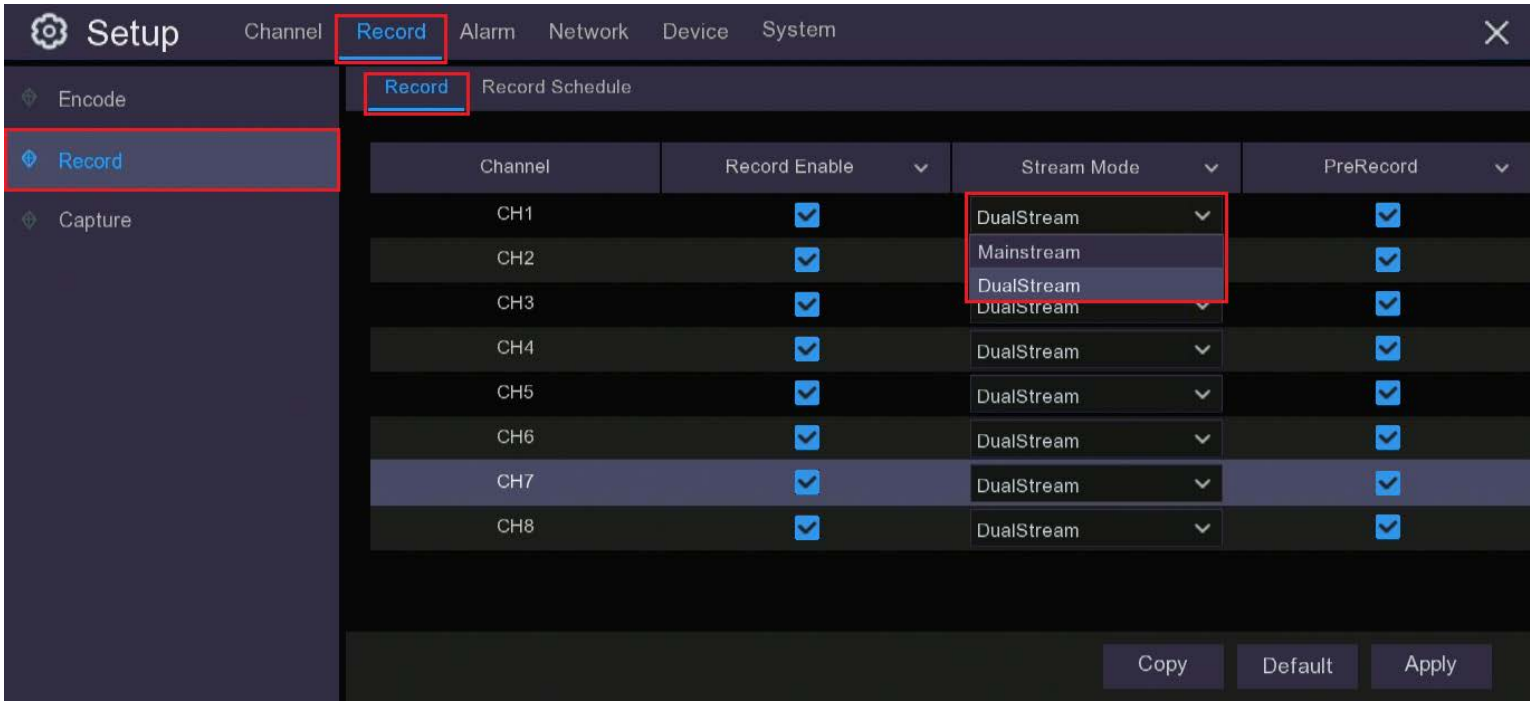 Setup Channel Record Alarm Network Device System
Encode
Record
Capture
Record Record Schedule
Channel Record Enable Stream Mode PreRecord
CH1 DualStream
Mainstream
CH2
DualStream
CH3 DualStream
CH4 DualStream
CH5 DualStream
CH6 DualStream
CH7 DualStream
CH8 DualStream
Copy Default Apply